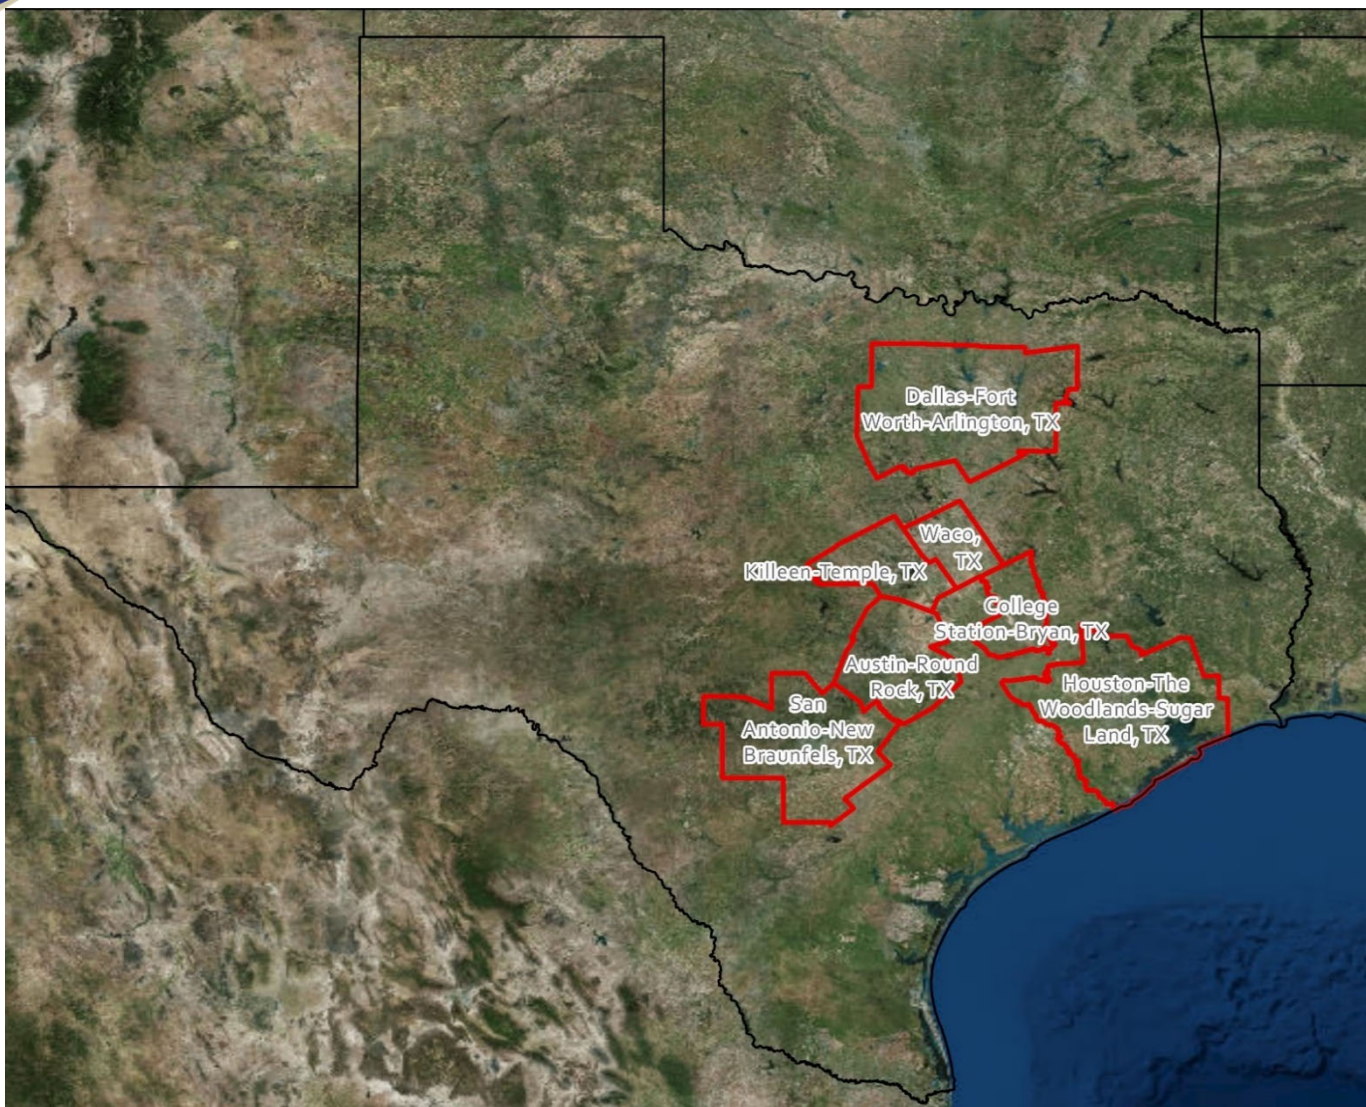 Dallas-Fort
Worth-Arlington, TX
Waco,
TX
Killeen-Temple, TX
College
Station-Bryan, TX
Austin-Round
Rock, TX
Houston-The
Woodlands-Sugar
Land, TX
San
Antonio-New
Braunfels, TX